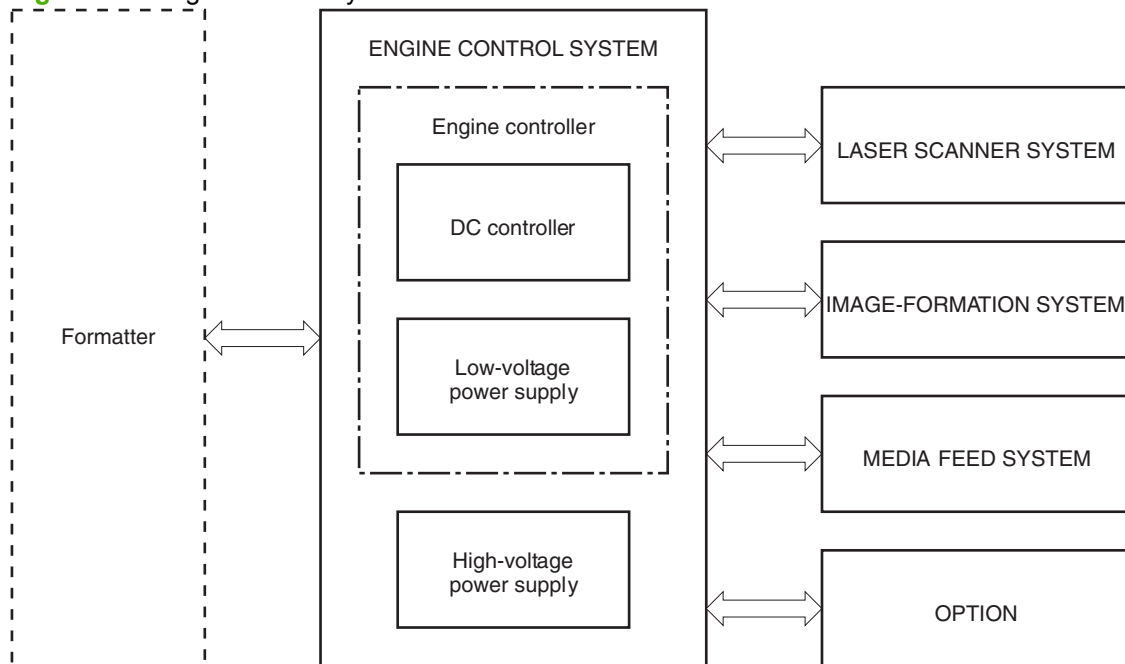 ENGINE CONTROL SYSTEM
Engine controller
LASER SCANNER SYSTEM
DC controller
IMAGE-FORMATION SYSTEM
Formatter
Low-voltage
power supply
MEDIA FEED SYSTEM
High-voltage
power supply
OPTION